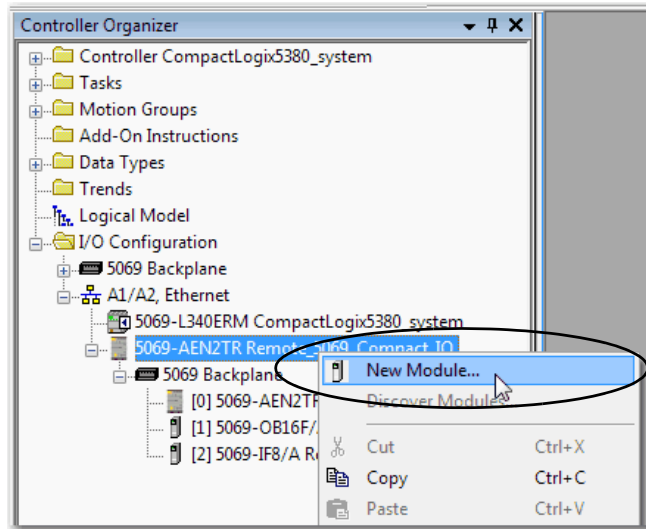 Controller Organizer
Controller CompactLogix5380_system
Tasks
Motion Groups
Add-On Instructions
Data Types
Trends
Logical Model
I/O Configuration
5069 Backplane
A1/A2, Ethernet
5069-L340ERM CompactLogix5380_system
5069-AEN2TR Remote_5069_Compact_IO
5069 Backplane
[0] 5069-AEN2TR
[1] 5069-OB16F/
[2] 5069-IF8/A Re
New Module...
Discover Modules
Cut Ctrl+X
Copy Ctrl+C
Paste Ctrl+V